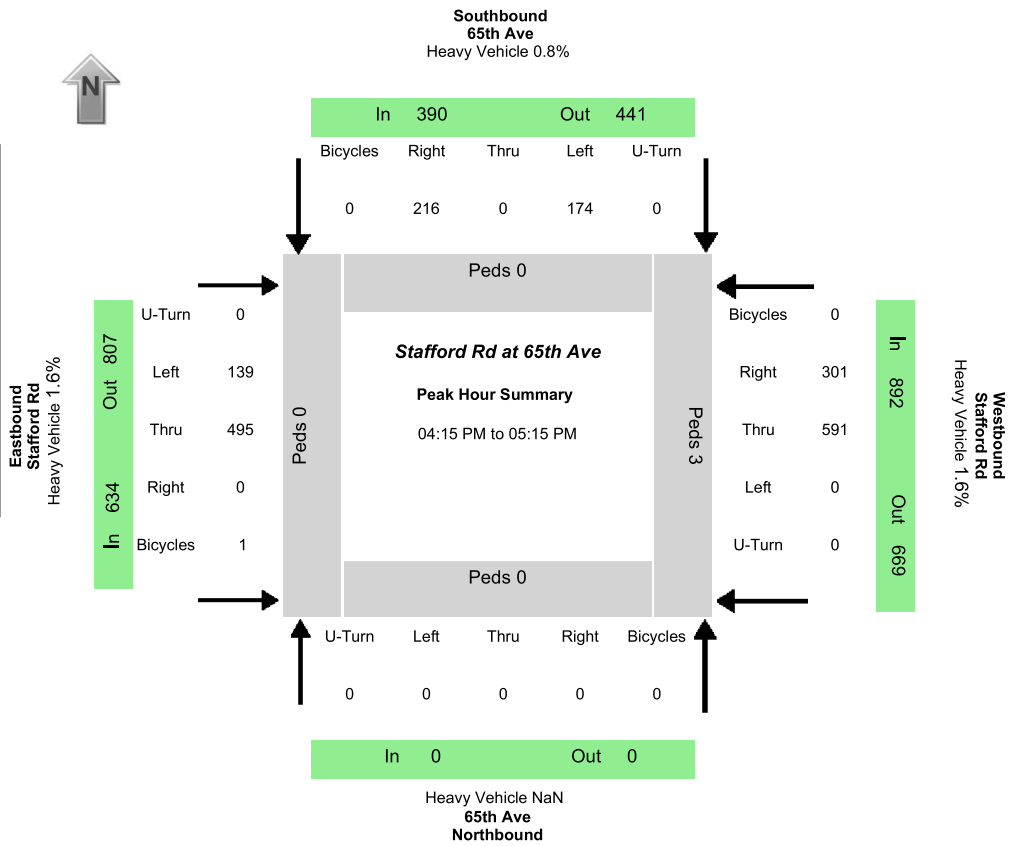 Southbound
65th Ave
Heavy Vehicle 0.8%
N
In 390 Out 441
Bicycles Right Thru Left U-Turn
0 216 0 174 0
Peds 0
Eastbound
Stafford Rd
Heavy Vehicle 1.6%
In 634 Out 807
U-Turn 0
Left 139
Thru 495
Right 0
Bicycles 1
Peds 0
Stafford Rd at 65th Ave
Peak Hour Summary
04:15 PM to 05:15 PM
Peds 3
Bicycles 0
Right 301
Thru 591
Left 0
U-Turn 0
In 892 Out 669
Westbound
Stafford Rd
Heavy Vehicle 1.6%
Peds 0
U-Turn Left Thru Right Bicycles
0 0 0 0 0
In 0 Out 0
Heavy Vehicle NaN
65th Ave
Northbound